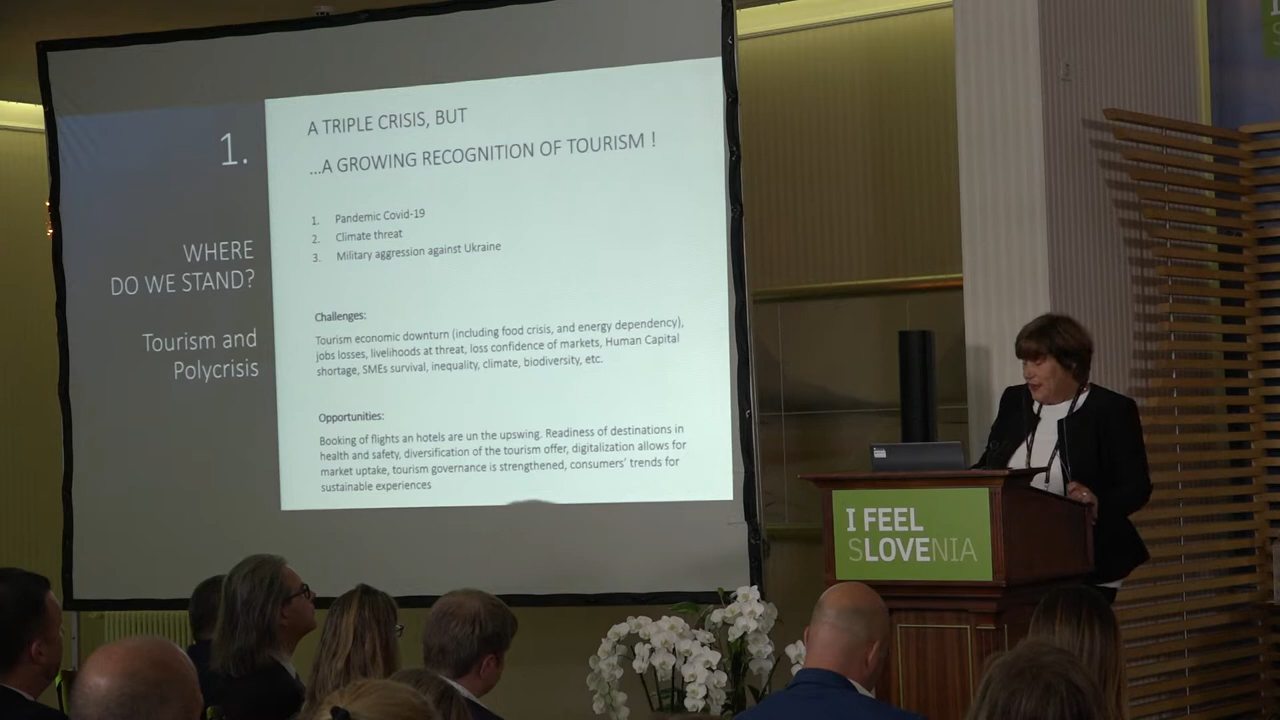 1.
WHERE
DO WE STAND?
Tourism and
Polycrisis
A TRIPLE CRISIS, BUT
...A GROWING RECOGNITION OF TOURISM !
1. Pandemic Covid-19
2. Climate threat
3. Military aggression against Ukraine
Challenges:
Tourism economic downturn (including food crisis, and energy dependency),
jobs losses, livelihoods at threat, loss confidence of markets, Human Capital
shortage, SMEs survival, inequality, climate, biodiversity, etc.
Opportunities:
Booking of flights an hotels are un the upswing. Readiness of destinations in
health and safety, diversification of the tourism offer, digitalization allows for
market uptake, tourism governance is strengthened, consumers' trends for
sustainable experiences
I FEEL
SLOVENIA